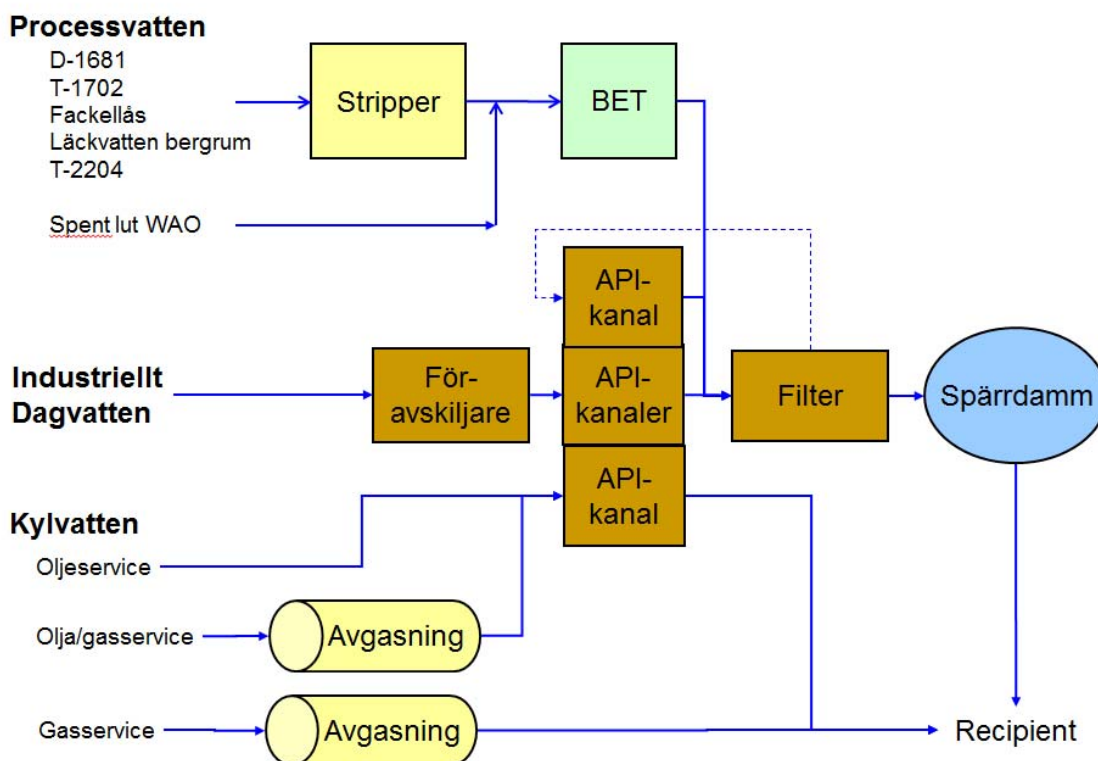 Processvatten
D-1681
T-1702
Fackellås
Läckvatten bergrum
T-2204
Spent lut WAO
Stripper
BET
API-
kanal
Industriellt
Dagvatten
För-
avskiljare
API-
kanaler
Filter
Spärrdamm
API-
kanal
Kylvatten
Oljeservice
Olja/gasservice
Avgasning
Gasservice
Avgasning
Recipient